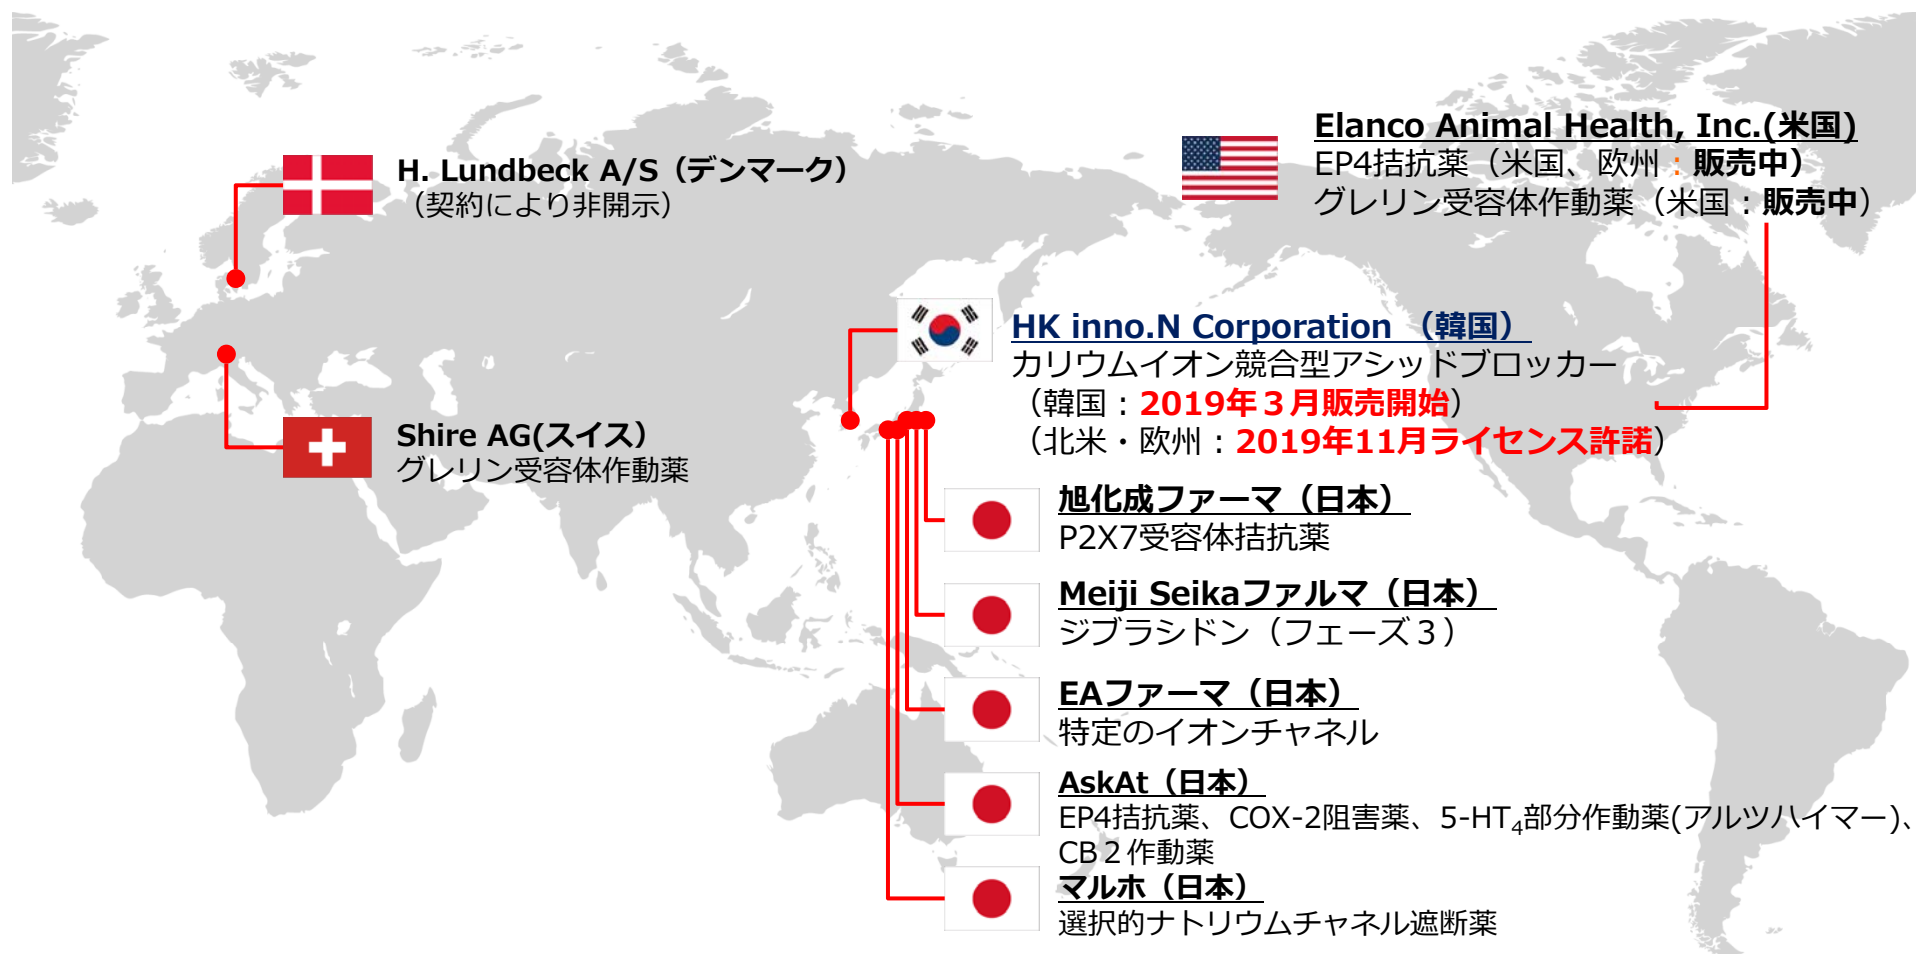 H. Lundbeck A/S（デンマーク）
（契約により非開示）
Shire AG(スイス）
グレリン受容体作動薬
Elanco Animal Health, Inc.(米国)
EP4拮抗薬（米国、欧州：販売中）
グレリン受容体作動薬（米国：販売中）
HK inno.N Corporation （韓国）
カリウムイオン競合型アシッドブロッカー
（韓国：2019年３月販売開始）
（北米・欧州：2019年11月ライセンス許諾）
旭化成ファーマ（日本）
P2X7受容体拮抗薬
Meiji Seikaファルマ（日本）
ジプラシドン（フェーズ３）
EAファーマ（日本）
特定のイオンチャネル
AskAt（日本）
EP4拮抗薬、COX-2阻害薬、5-HT₄部分作動薬(アルツハイマー)、
CB２作動薬
マルホ（日本）
選択的ナトリウムチャネル遮断薬